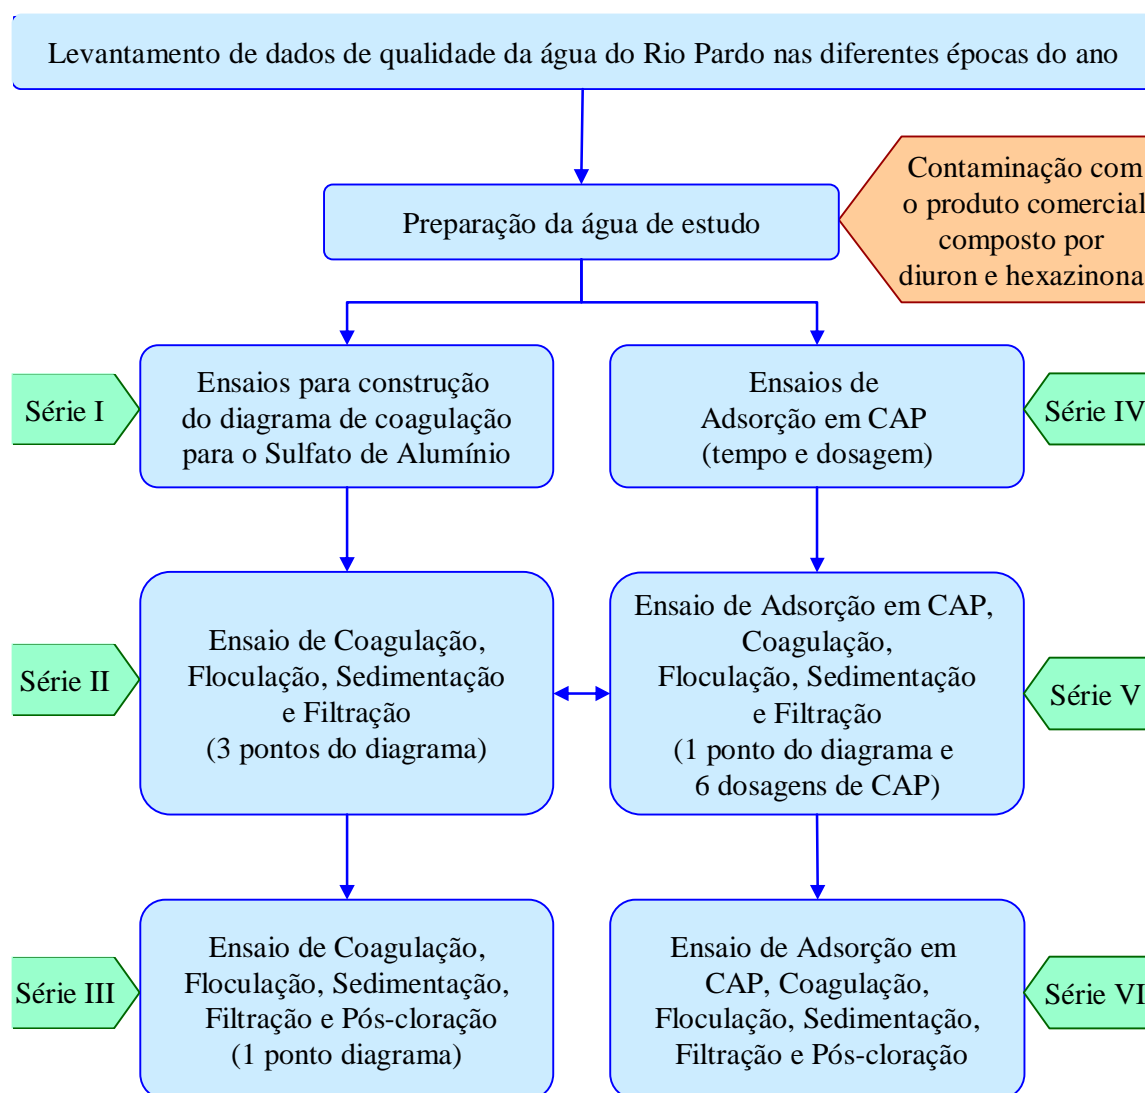 Levantamento de dados de qualidade da água do Rio Pardo nas diferentes épocas do ano
Contaminação com
o produto comercial
composto por
diuron e hexazinona
Preparação da água de estudo
Série I
Ensaios para construção
do diagrama de coagulação
para o Sulfato de Alumínio
Ensaios de
Adsorção em CAP
(tempo e dosagem)
Série IV
Série II
Ensaio de Coagulação,
Floculação, Sedimentação
e Filtração
(3 pontos do diagrama)
Ensaio de Adsorção em CAP,
Coagulação,
Floculação, Sedimentação
e Filtração
(1 ponto do diagrama e
6 dosagens de CAP)
Série V
Série III
Ensaio de Coagulação,
Floculação, Sedimentação,
Filtração e Pós-cloração
(1 ponto diagrama)
Ensaio de Adsorção em
CAP, Coagulação,
Floculação, Sedimentação,
Filtração e Pós-cloração
Série VI